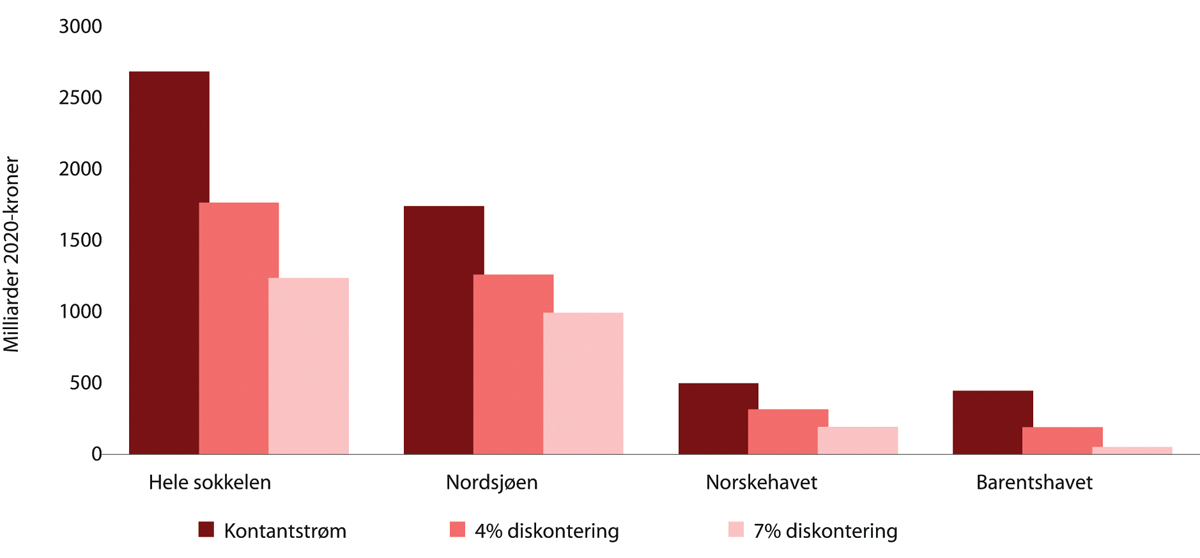 Milliarder 2020-kroner
3000
2500
2000
1500
1000
500
0
Hele sokkelen
Nordsjøen
Norskehavet
Barentshavet
Kontantstrøm
4% diskontering
7% diskontering